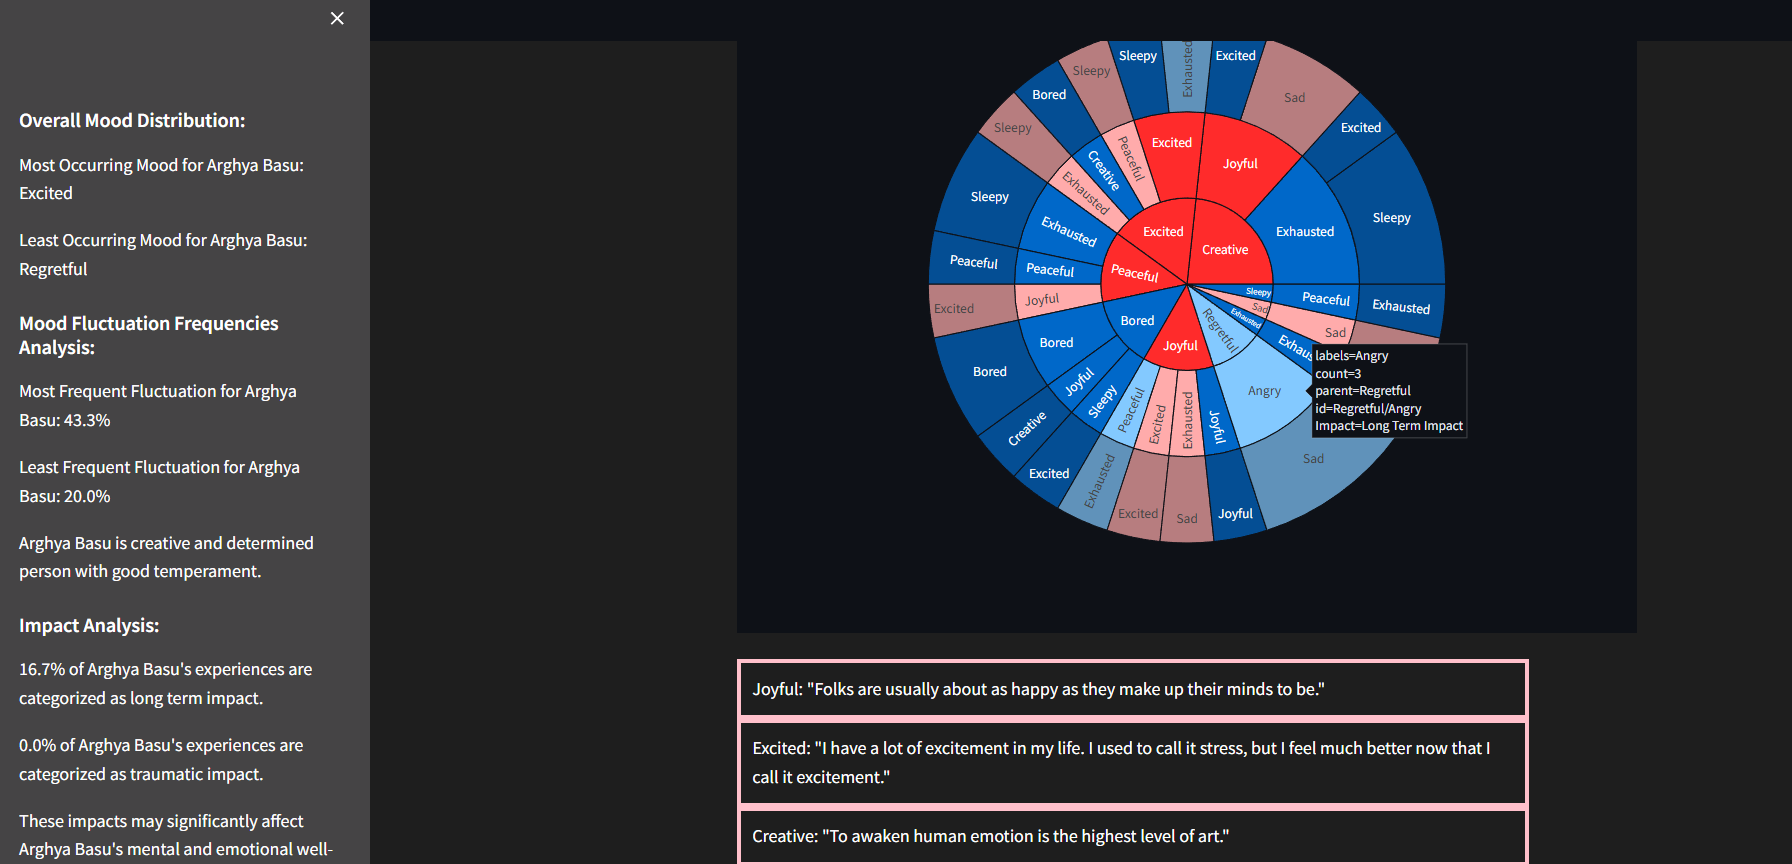 Overall Mood Distribution:
Most Occurring Mood for Arghya Basu:
Excited
Least Occurring Mood for Arghya Basu:
Regretful
Mood Fluctuation Frequencies
Analysis:
Most Frequent Fluctuation for Arghya
Basu: 43.3%
Least Frequent Fluctuation for Arghya
Basu: 20.0%
Arghya Basu is creative and determined
person with good temperament.
Impact Analysis:
16.7% of Arghya Basu's experiences are
categorized as long term impact.
0.0% of Arghya Basu's experiences are
categorized as traumatic impact.
These impacts may significantly affect
Arghya Basu's mental and emotional well-
Creative
Excited
Peaceful
Bored
Joyful
Regretful
Exhausted
Sad
Sleepy
Joyful
Exhausted
Peaceful
Sad
Exhaus
Angry
Joyful
Exhausted
Excited
Peaceful
Sleepy
Joyful
Bored
Joyful
Peaceful
Exhausted
Exhausted
Creative
Peaceful
Excited
Sad
Excited
Sleepy
Exhausted
Sad
Joyful
Sad
Excited
Exhausted
Excited
Creative
Bored
Excited
Peaceful
Sleepy
Sleepy
Bored
Sleepy
Sleepy
Exhausted
Excited
labels=Angry
count=3
parent=Regretful
id=Regretful/Angry
Impact=Long Term Impact
Joyful: "Folks are usually about as happy as they make up their minds to be."
Excited: "I have a lot of excitement in my life. I used to call it stress, but I feel much better now that I
call it excitement."
Creative: "To awaken human emotion is the highest level of art."